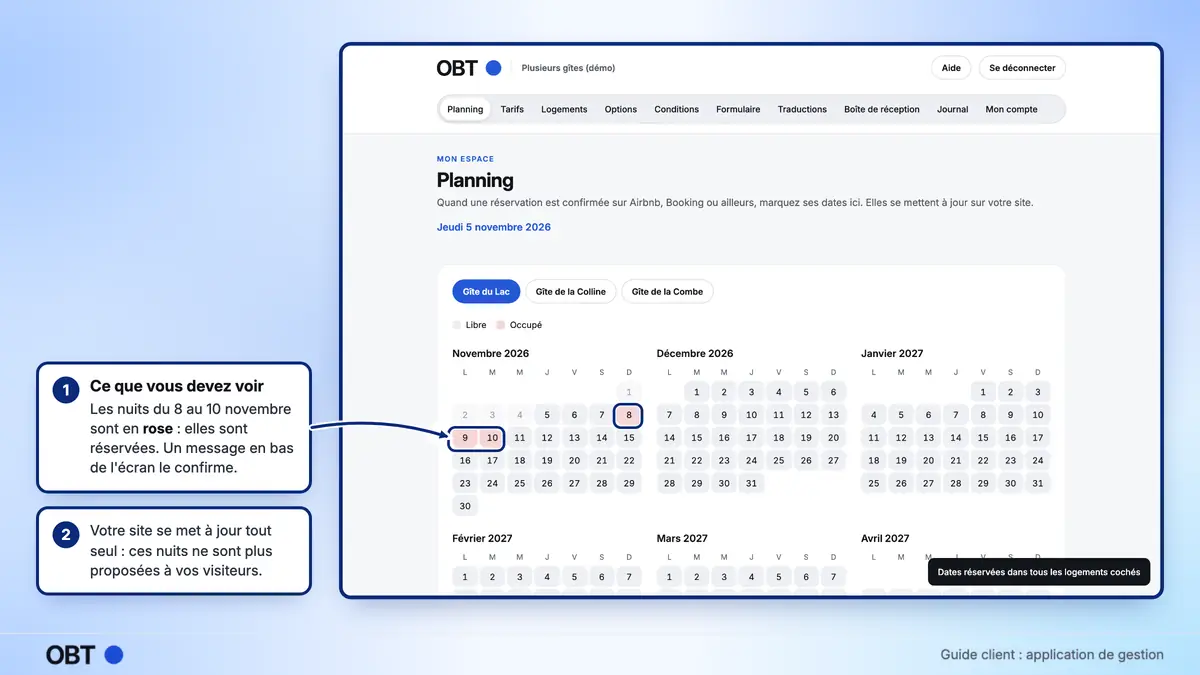 OBT
Plusieurs gîtes (démo)
Aide
Se déconnecter
Planning
Tarifs
Logements
Options
Conditions
Formulaire
Traductions
Boîte de réception
Journal
Mon compte
MON ESPACE
Planning
Quand une réservation est confirmée sur Airbnb, Booking ou ailleurs, marquez ses dates ici. Elles se mettent à jour sur votre site.
Jeudi 5 novembre 2026
Gîte du Lac
Gîte de la Colline
Gîte de la Combe
Libre
Occupé
Novembre 2026
L M M J V S D
1
2 3 4 5 6 7 8
9 10 11 12 13 14 15
16 17 18 19 20 21 22
23 24 25 26 27 28 29
30
Décembre 2026
L M M J V S D
1 2 3 4 5 6
7 8 9 10 11 12 13
14 15 16 17 18 19 20
21 22 23 24 25 26 27
28 29 30 31
Janvier 2027
L M M J V S D
1 2 3
4 5 6 7 8 9 10
11 12 13 14 15 16 17
18 19 20 21 22 23 24
25 26 27 28 29 30 31
Février 2027
L M M J V S D
1 2 3 4 5 6 7
Mars 2027
L M M J V S D
1 2 3 4 5 6 7
Avril 2027
L M M J V S D
Dates réservées dans tous les logements cochés
1
Ce que vous devez voir
Les nuits du 8 au 10 novembre
sont en rose : elles sont
réservées. Un message en bas
de l'écran le confirme.
2
Votre site se met à jour tout
seul : ces nuits ne sont plus
proposées à vos visiteurs.
OBT
Guide client : application de gestion